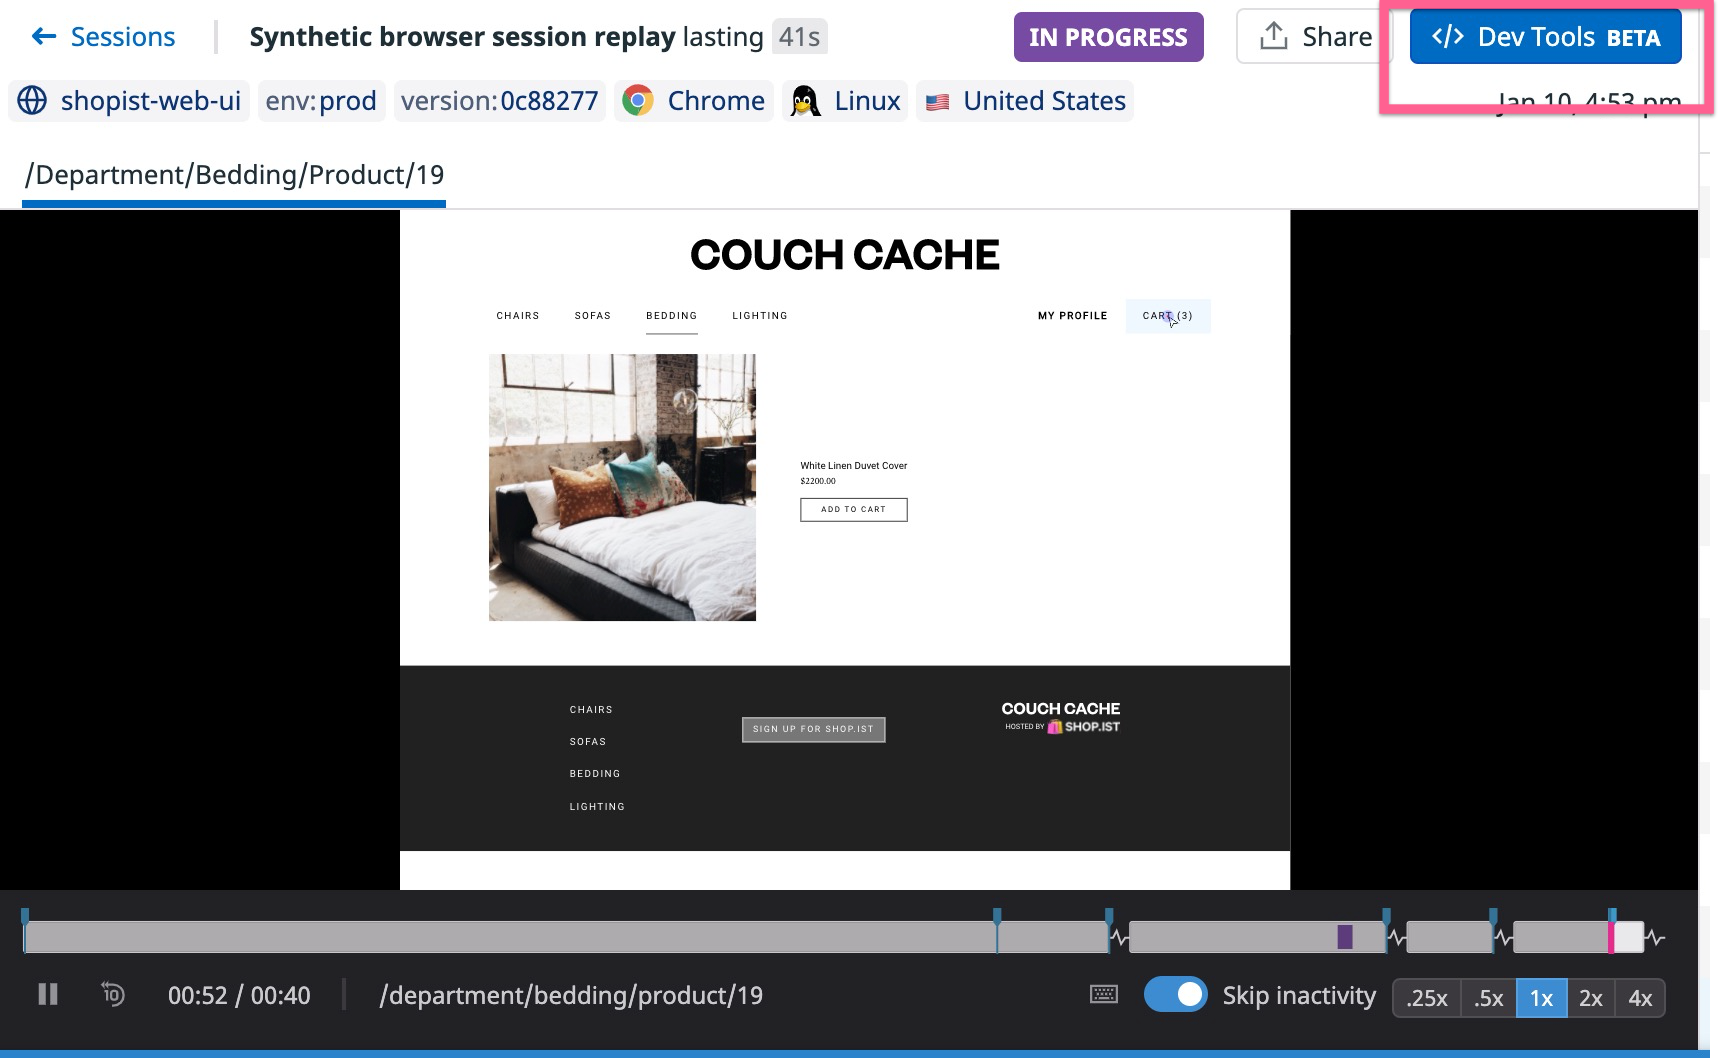 Sessions
Synthetic browser session replay lasting 41s
IN PROGRESS
Share
</> Dev Tools BETA
shopist-web-ui
env:prod
version:0c88277
Chrome
Linux
United States
Jan 10, 4:53 pm
/Department/Bedding/Product/19
COUCH CACHE
CHAIRS
SOFAS
BEDDING
LIGHTING
MY PROFILE
CART (3)
White Linen Duvet Cover
$2200.00
ADD TO CART
CHAIRS
SOFAS
BEDDING
LIGHTING
SIGN UP FOR SHOP.IST
COUCH CACHE
HOSTED BY SHOP.IST
10
00:52 / 00:40
/department/bedding/product/19
Skip inactivity
.25x .5x 1x 2x 4x